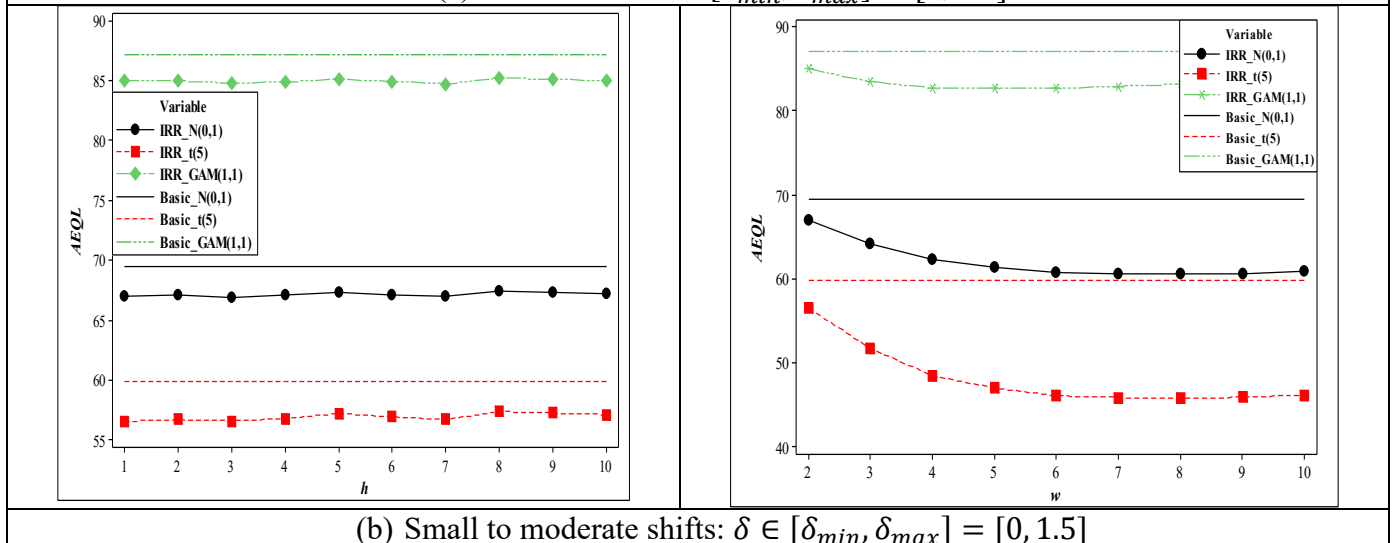 90
85
80
75
70
65
60
55
AEQL
Variable
IRR_N(0,1)
IRR_t(5)
IRR_GAM(1,1)
Basic_N(0,1)
Basic_t(5)
Basic_GAM(1,1)
1 2 3 4 5 6 7 8 9 10
h
90
80
70
60
50
40
AEQL
Variable
IRR_N(0,1)
IRR_t(5)
IRR_GAM(1,1)
Basic_N(0,1)
Basic_t(5)
Basic_GAM(1,1)
2 3 4 5 6 7 8 9 10
w
(b) Small to moderate shifts: δ ∈ [δ_min, δ_max] = [0, 1.5]